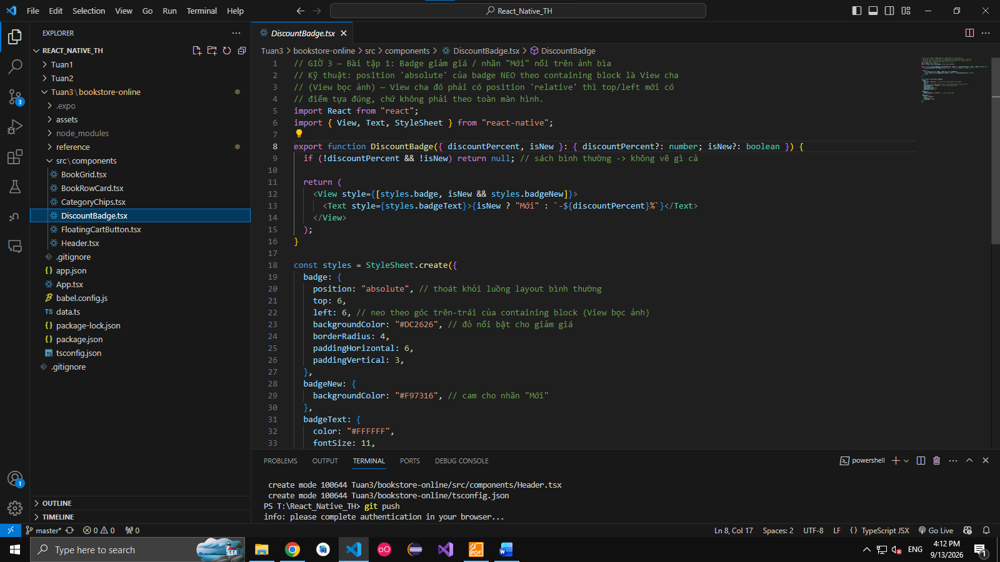 File Edit Selection View Go Run Terminal Help
React_Native_TH
EXPLORER
REACT_NATIVE_TH
Tuan1
Tuan2
Tuan3\bookstore-online
.expo
assets
node_modules
reference
src\components
BookGrid.tsx
BookRowCard.tsx
CategoryChips.tsx
DiscountBadge.tsx
FloatingCartButton.tsx
Header.tsx
.gitignore
app.json
App.tsx
babel.config.js
TS data.ts
package-lock.json
package.json
tsconfig.json
.gitignore
OUTLINE
TIMELINE
3
1
DiscountBadge.tsx
Tuan3 > bookstore-online > src > components > DiscountBadge.tsx > DiscountBadge
1 // GIỜ 3 – Bài tập 1: Badge giảm giá / nhãn "Mới" nổi trên ảnh bìa
2 // Kỹ thuật: position 'absolute' của badge NEO theo containing block là View cha
3 // (View bọc ảnh) – View cha đó phải có position 'relative' thì top/left mới có
4 // điểm tựa đúng, chứ không phải theo toàn màn hình.
5 import React from "react";
6 import { View, Text, StyleSheet } from "react-native";
7
8 export function DiscountBadge({ discountPercent, isNew }: { discountPercent?: number; isNew?: boolean }) {
9 if (!discountPercent && !isNew) return null; // sách bình thường -> không vẽ gì cả
10
11 return (
12 <View style={[styles.badge, isNew && styles.badgeNew]}>
13 <Text style={styles.badgeText}>{isNew ? "Mới" : `-${discountPercent}%`}</Text>
14 </View>
15 );
16 }
17
18 const styles = StyleSheet.create({
19 badge: {
20 position: "absolute", // thoát khỏi luồng layout bình thường
21 top: 6,
22 left: 6, // neo theo góc trên-trái của containing block (View bọc ảnh)
23 backgroundColor: "#DC2626", // đỏ nổi bật cho giảm giá
24 borderRadius: 4,
25 paddingHorizontal: 6,
26 paddingVertical: 3,
27 },
28 badgeNew: {
29 backgroundColor: "#F97316", // cam cho nhãn "Mới"
30 },
31 badgeText: {
32 color: "#FFFFFF",
33 fontSize: 11,
PROBLEMS OUTPUT TERMINAL PORTS DEBUG CONSOLE
powershell
create mode 100644 Tuan3/bookstore-online/src/components/Header.tsx
create mode 100644 Tuan3/bookstore-online/tsconfig.json
PS T:\React_Native_TH> git push
info: please complete authentication in your browser...
master* 0 0 0
Ln 8, Col 17 Spaces: 2 UTF-8 LF {} TypeScript JSX Go Live
Type here to search
PDF
ENG
4:12 PM
9/13/2026
1